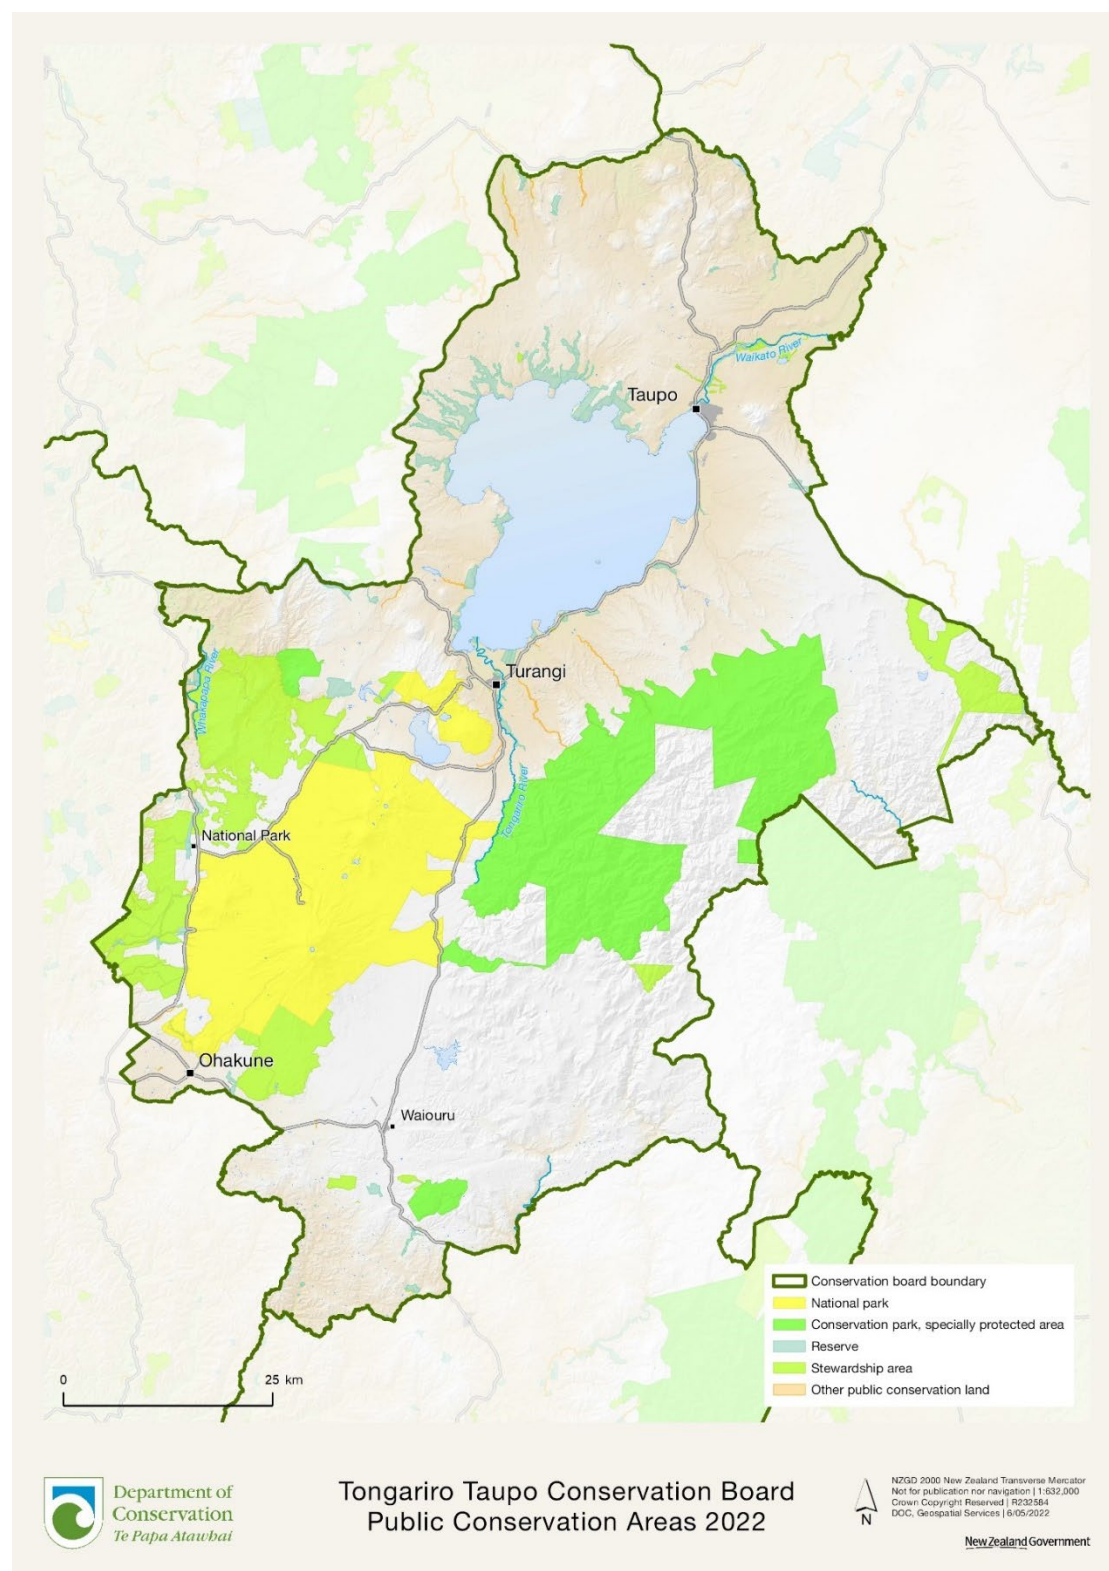 Waikato River
Taupo
Turangi
Whakapapa River
Tongariro River
National Park
Ohakune
Waiouru
Conservation board boundary
National park
Conservation park, specially protected area
Reserve
Stewardship area
Other public conservation land
0 25 km
Department of
Conservation
Te Papa Atawhai
Tongariro Taupo Conservation Board
Public Conservation Areas 2022
N
NZGD 2000 New Zealand Transverse Mercator
Not for publication nor navigation | 1:632,000
Crown Copyright Reserved | R232584
DOC, Geospatial Services | 6/05/2022
New Zealand Government